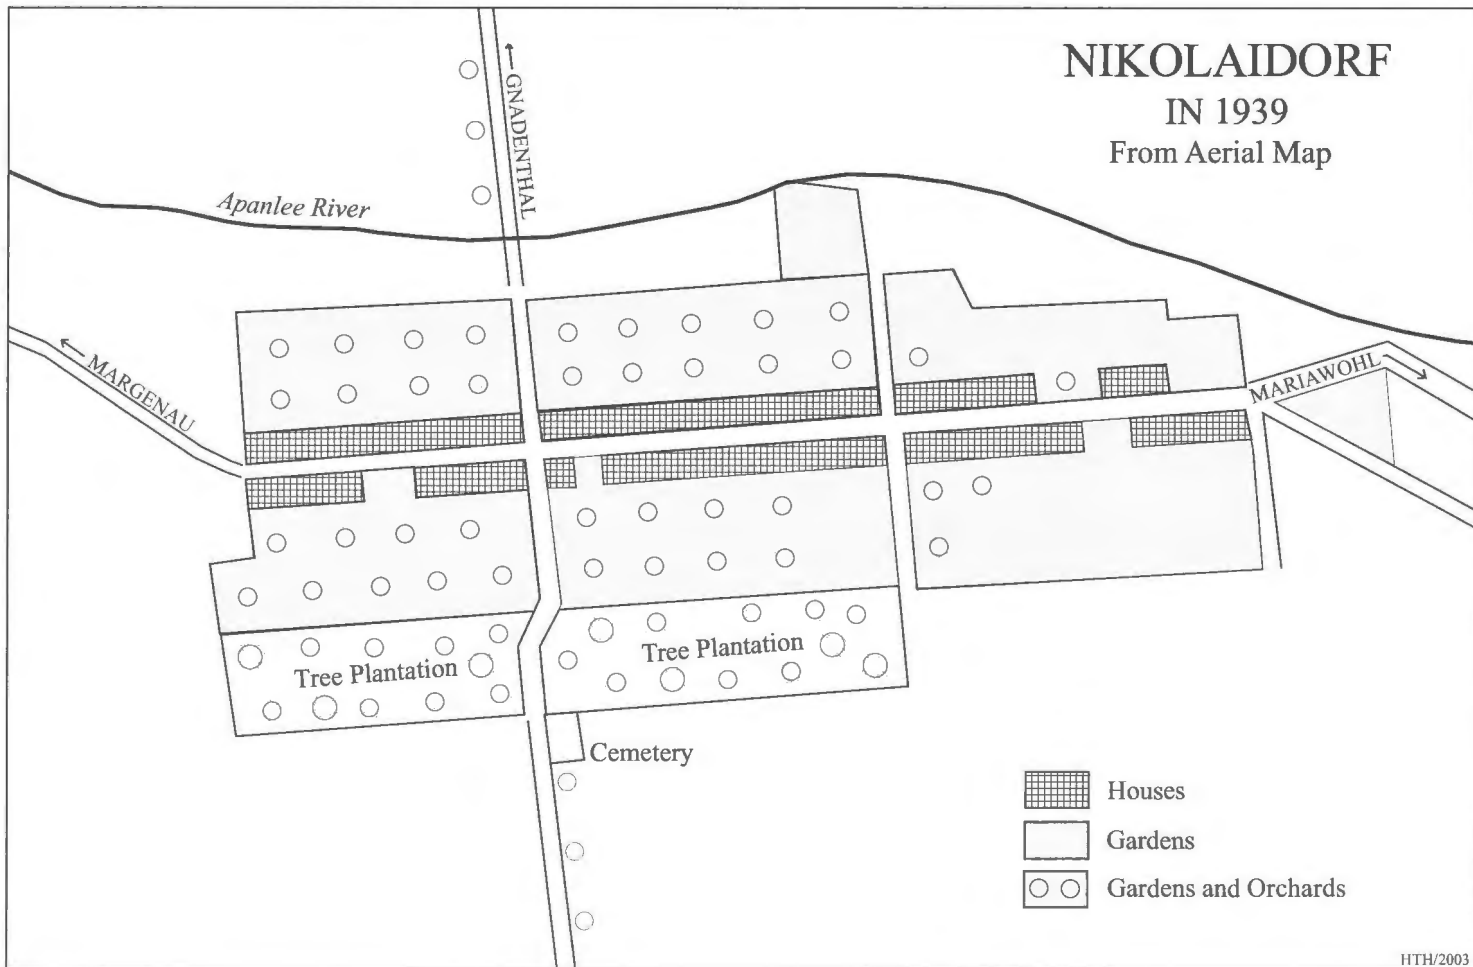 NIKOLAIDORF
IN 1939
From Aerial Map
GNADENTHAL
Apanlee River
MARGENAU
MARIAWOHL
Tree Plantation
Tree Plantation
Cemetery
Houses
Gardens
Gardens and Orchards
HTH/2003